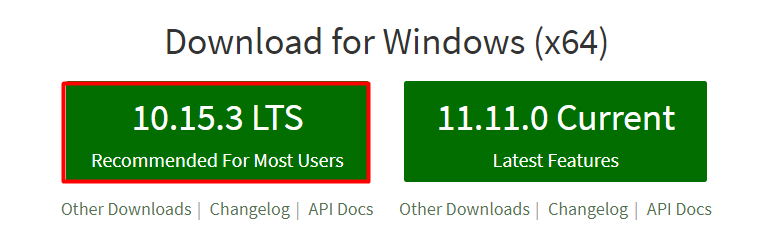 Download for Windows (x64)
10.15.3 LTS
Recommended For Most Users
11.11.0 Current
Latest Features
Other Downloads | Changelog | API Docs
Other Downloads | Changelog | API Docs